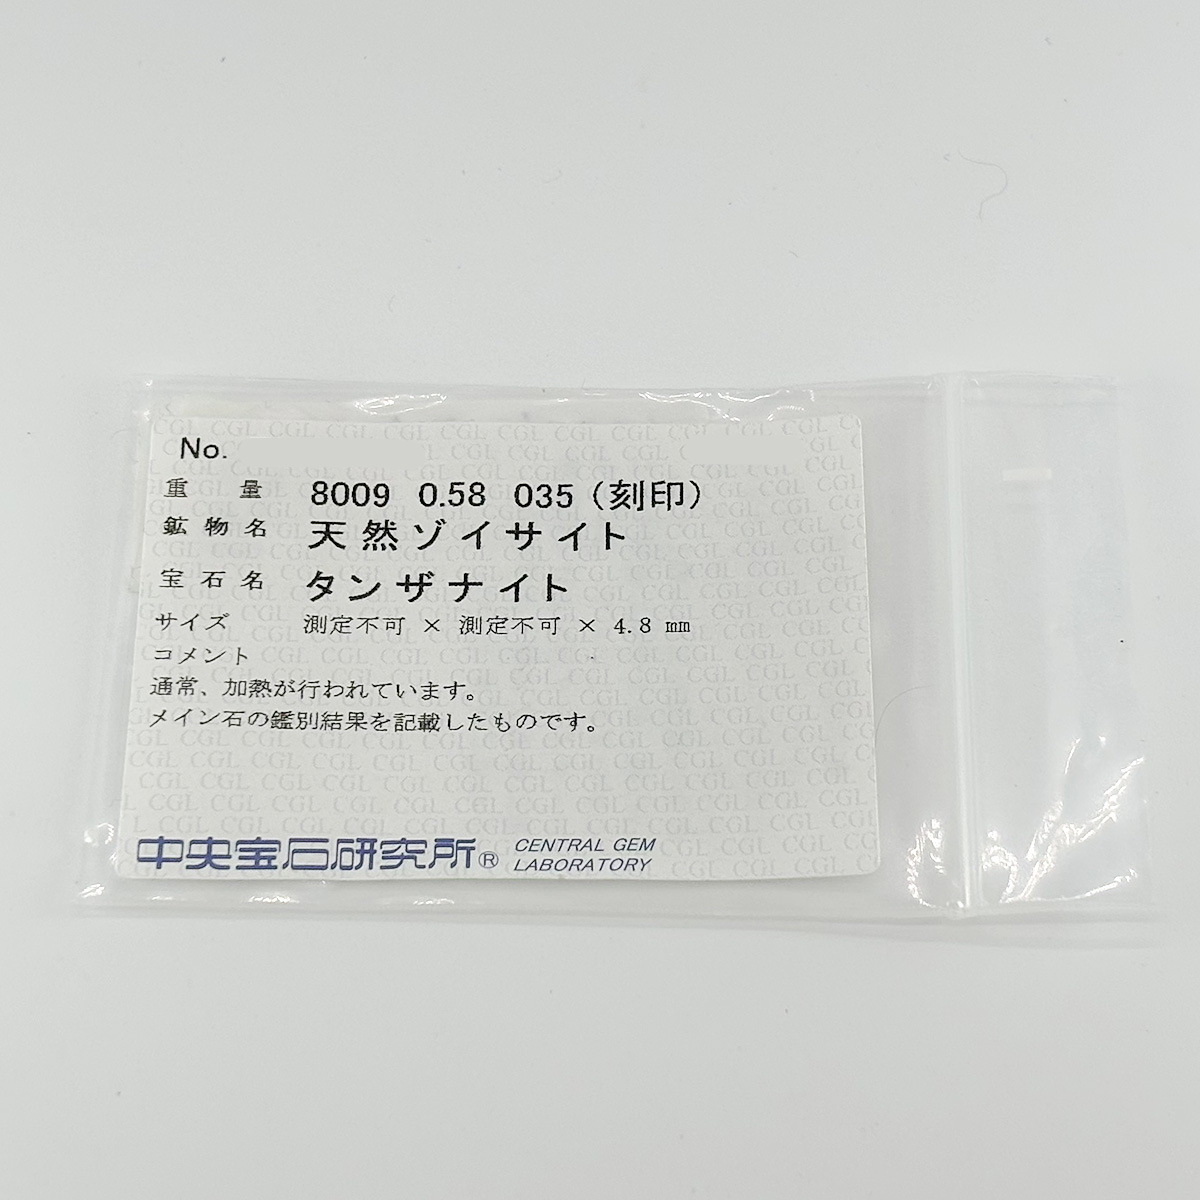 No.
重 量 8009 0.58 035 (刻印)
鉱物名 天然ゾイサイト
宝石名 タンザナイト
サイズ 測定不可 × 測定不可 × 4.8 ㎜
コメント
通常、加熱が行われています。
メイン石の鑑別結果を記載したものです。
中央宝石研究所® CENTRAL GEM
LABORATORY